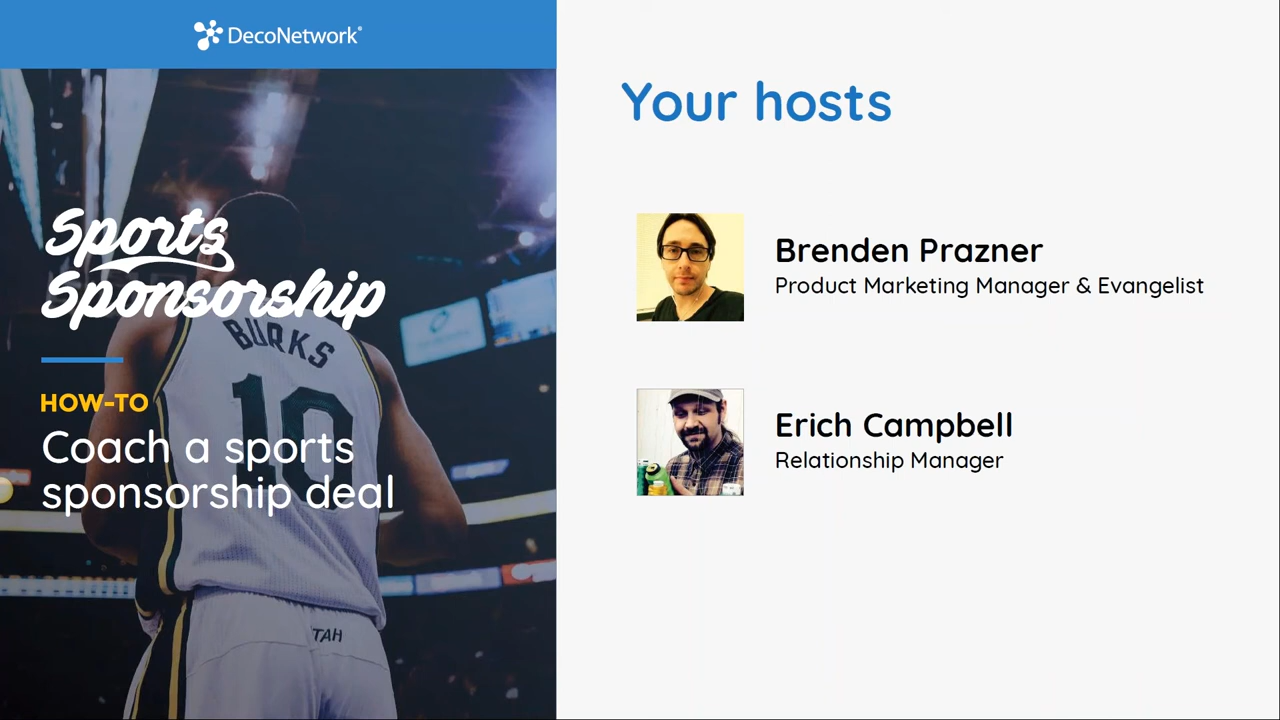 DecoNetwork®
Sports
Sponsorship
HOW-TO
Coach a sports
sponsorship deal
BURKS
10
TAH
Your hosts
Brenden Prazner
Product Marketing Manager & Evangelist
Erich Campbell
Relationship Manager